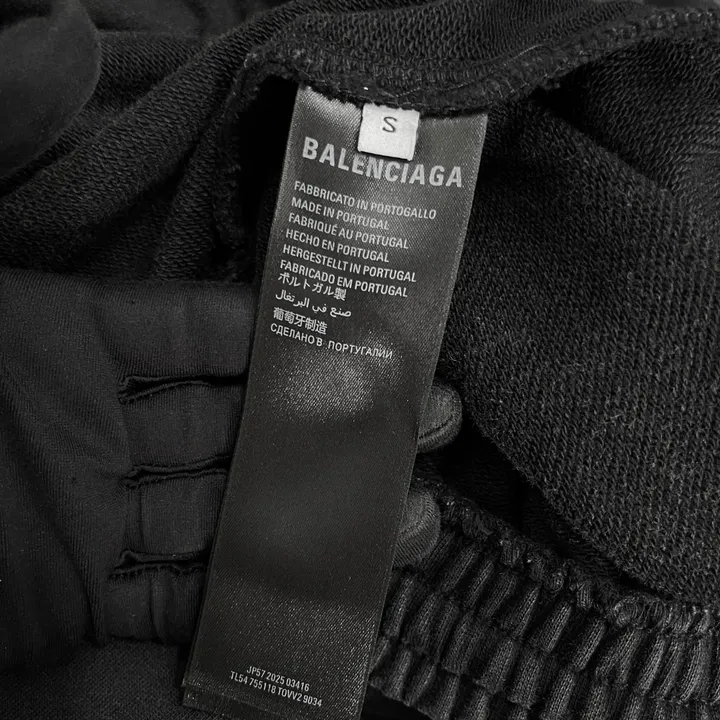 S
BALENCIAGA
FABBRICATO IN PORTOGALLO
MADE IN PORTUGAL
FABRIQUÉ AU PORTUGAL
HECHO EN PORTUGAL
HERGESTELLT IN PORTUGAL
FABRICADO EM PORTUGAL
ポルトガル製
صنع في البرتغال
葡萄牙制造
СДЕЛАНО В ПОРТУГАЛИИ
JP57 2025 03416
TL54 755118 TOVV2 9034